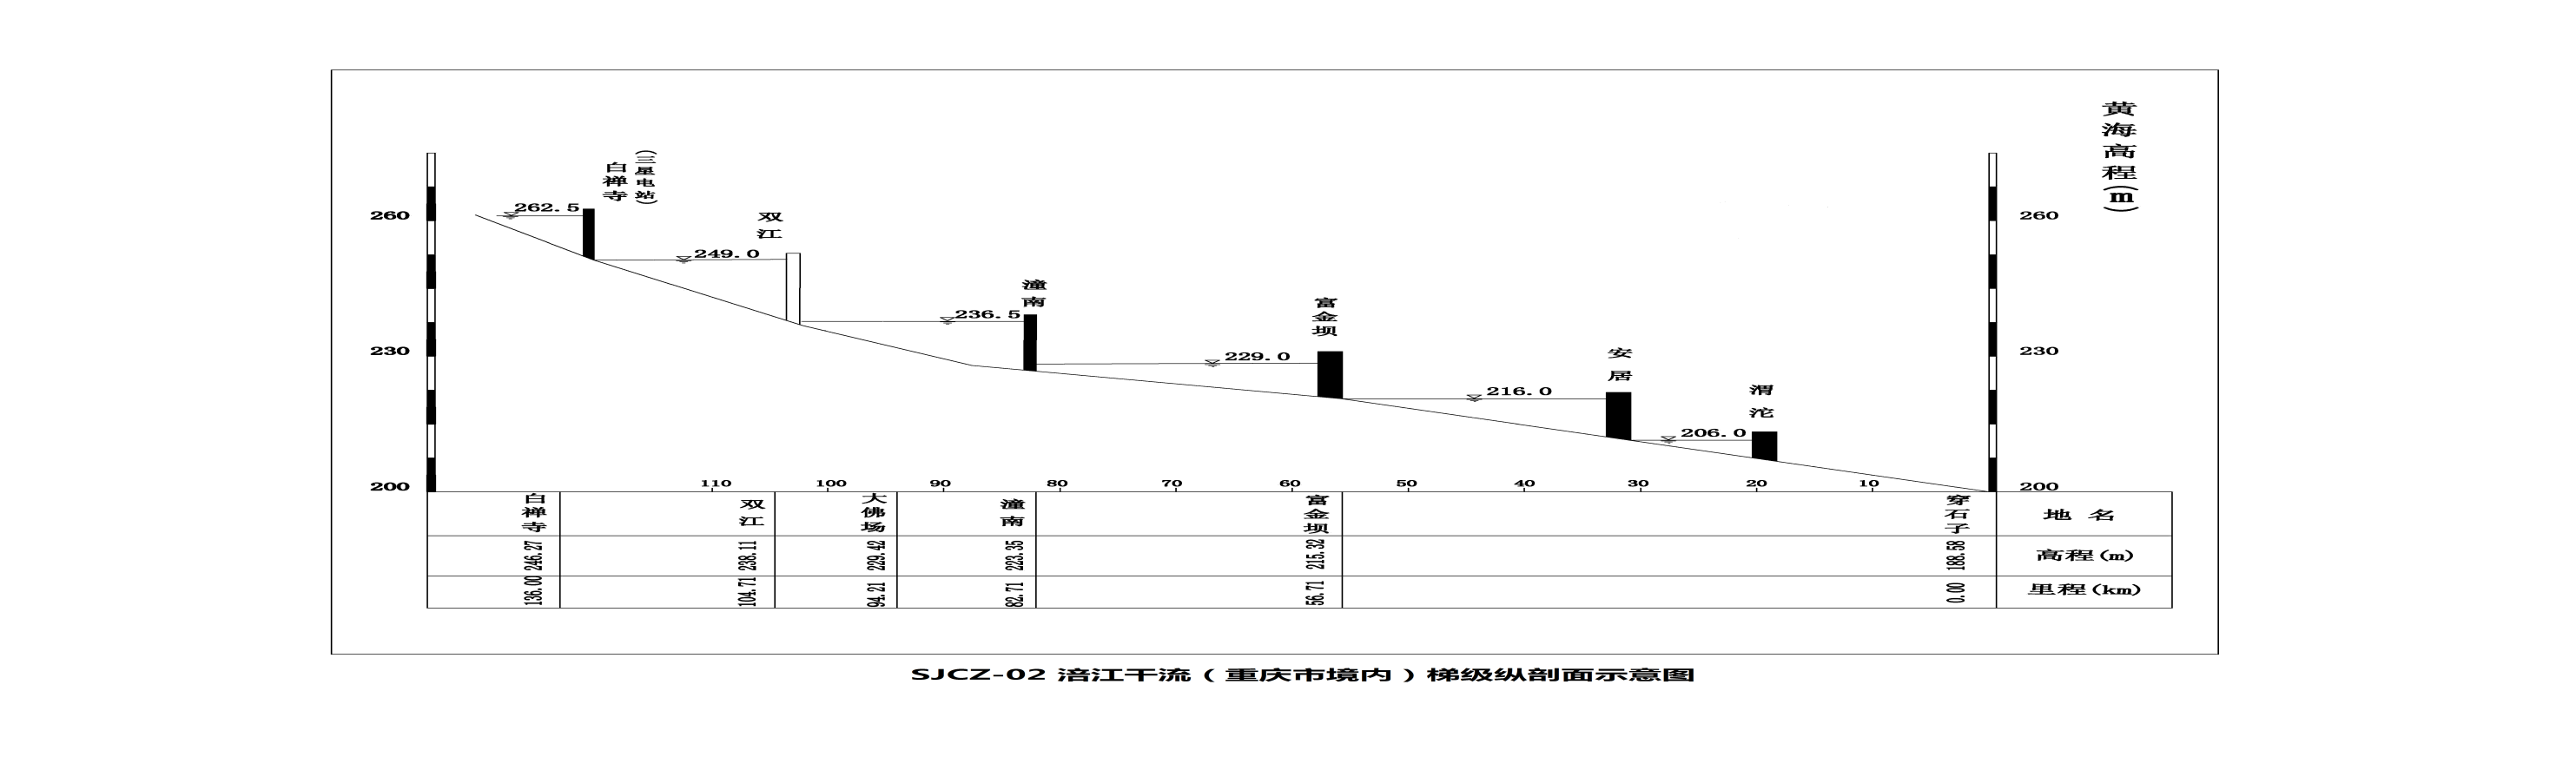 黄海高程(m)
白禅寺
(三星电站)
262.5
双江
249.0
潼南
236.5
富金坝
229.0
安居
216.0
渭沱
206.0
260
230
200
260
230
200
110 100 90 80 70 60 50 40 30 20 10
白禅寺 双江 大佛场 潼南 富金坝 穿石子 地名
246.27 238.11 229.42 223.35 215.32 188.58 高程(m)
136.00 104.71 94.21 82.71 56.71 0.00 里程(km)
SJCZ-02 涪江干流(重庆市境内)梯级纵剖面示意图